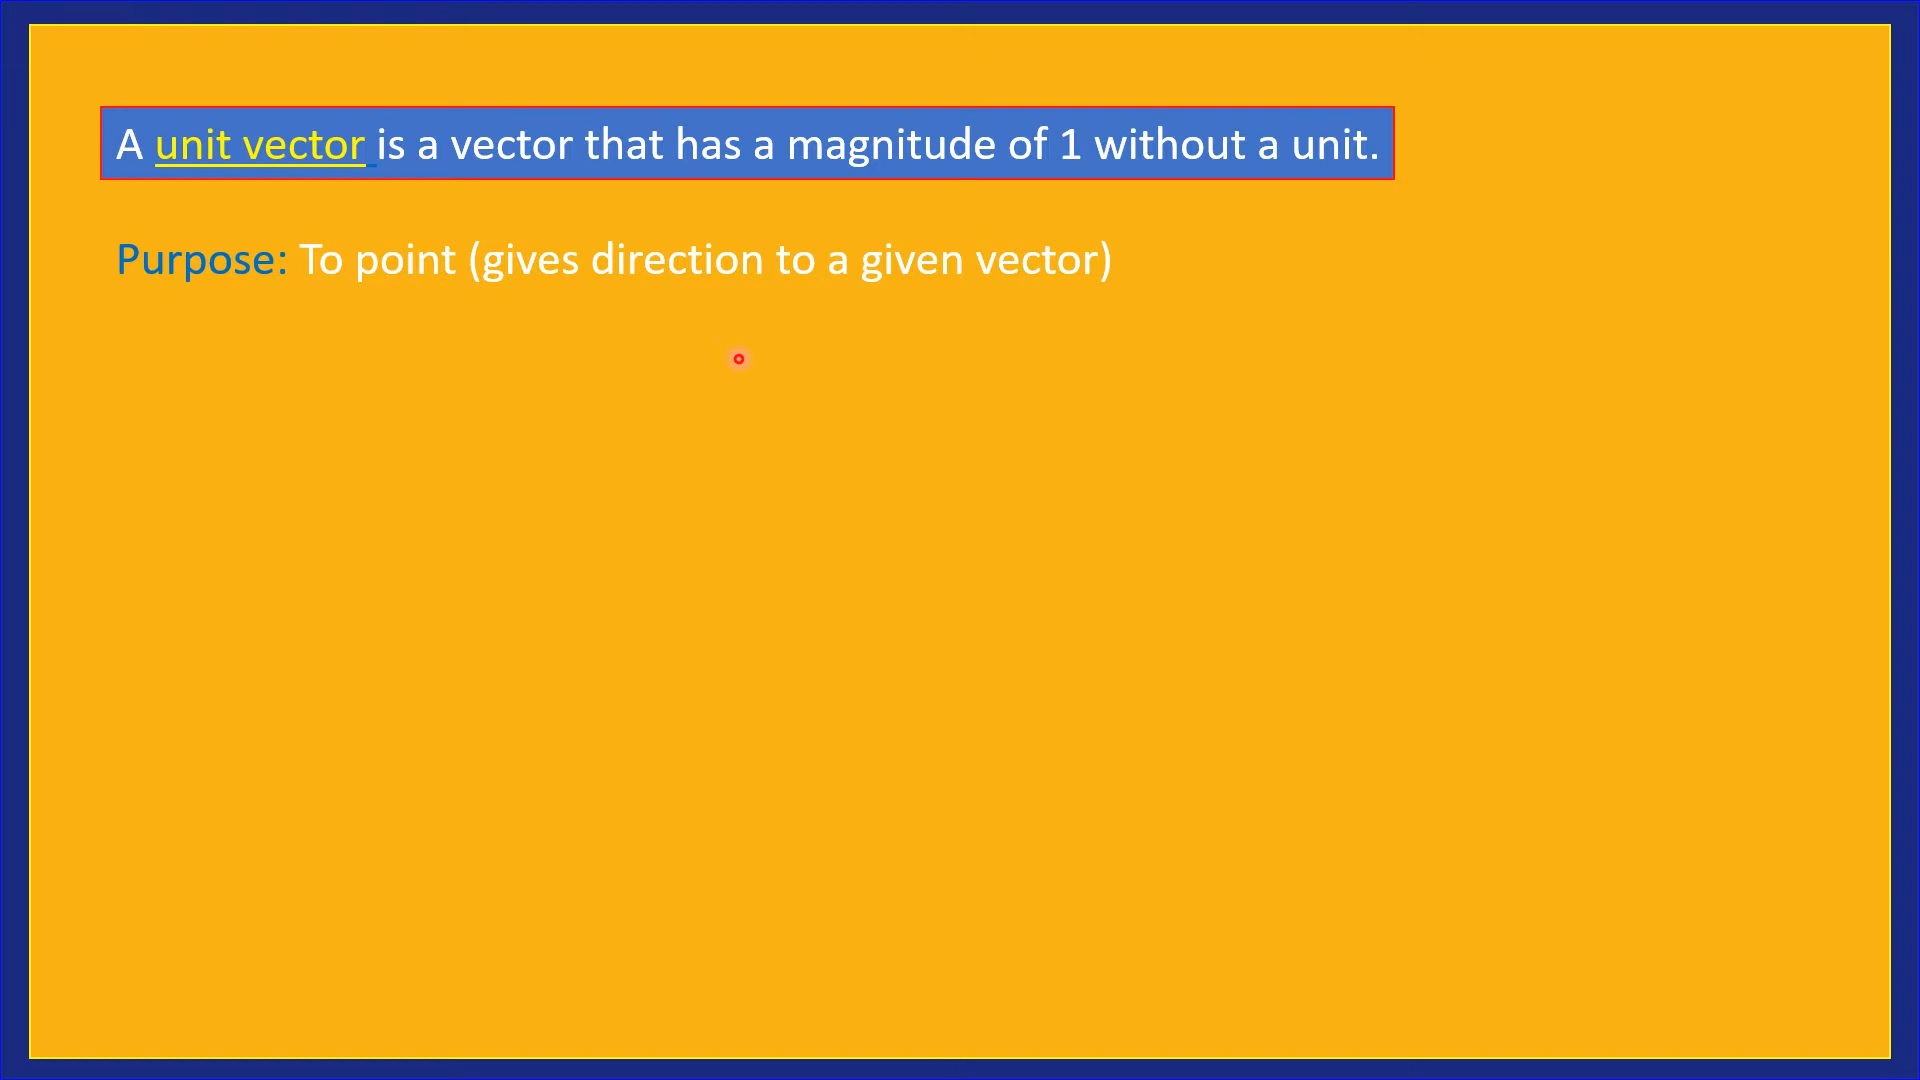 A unit vector is a vector that has a magnitude of 1 without a unit.
Purpose: To point (gives direction to a given vector)